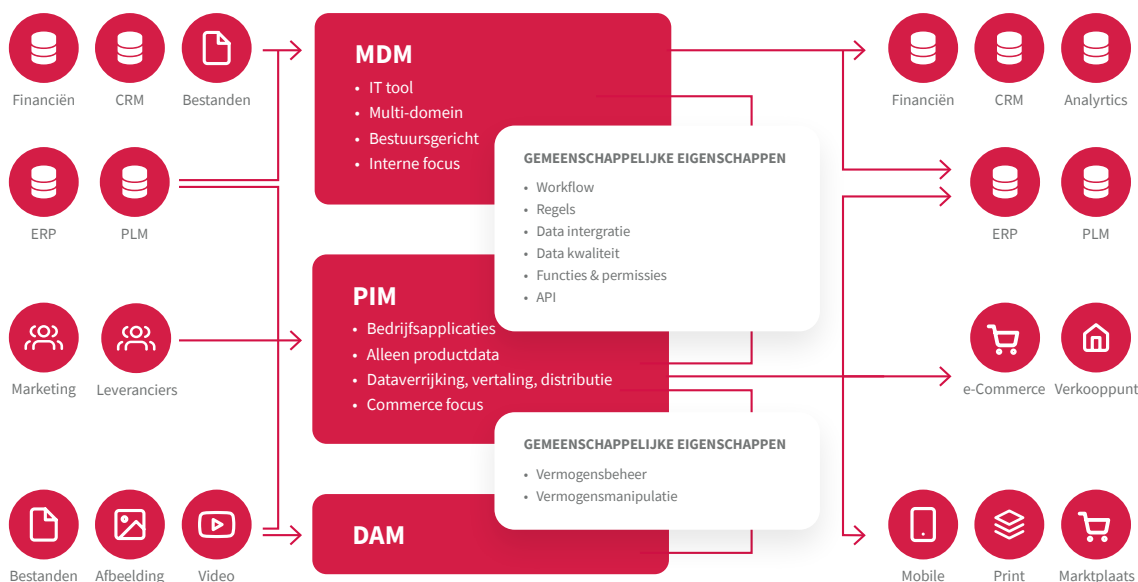 Financiën CRM Bestanden
ERP PLM
Marketing Leveranciers
Bestanden Afbeelding Video
MDM
• IT tool
• Multi-domein
• Bestuursgericht
• Interne focus
GEMEENSCHAPPELIJKE EIGENSCHAPPEN
• Workflow
• Regels
• Data intergratie
• Data kwaliteit
• Functies & permissies
• API
PIM
• Bedrijfsapplicaties
• Alleen productdata
• Dataverrijking, vertaling, distributie
• Commerce focus
GEMEENSCHAPPELIJKE EIGENSCHAPPEN
• Vermogensbeheer
• Vermogensmanipulatie
DAM
Financiën CRM Analyrtics
ERP PLM
e-Commerce Verkooppunt
Mobile Print Marktplaats